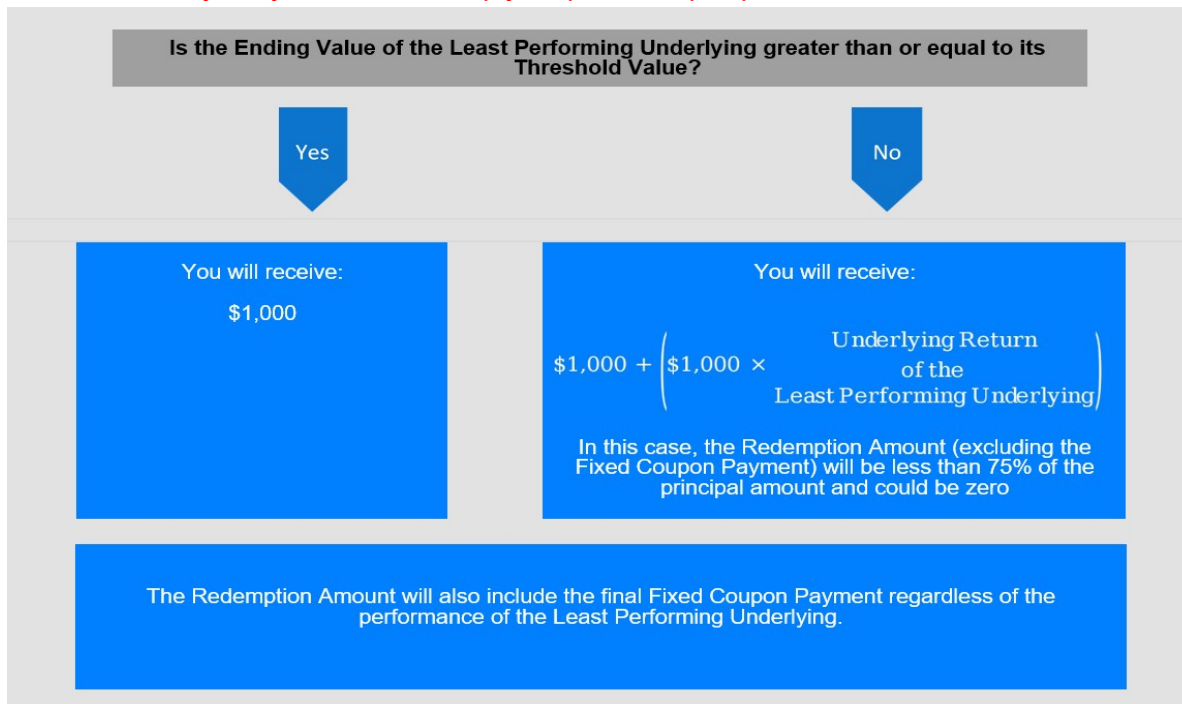 Is the Ending Value of the Least Performing Underlying greater than or equal to its
Threshold Value?
Yes
No
You will receive:
$1,000
You will receive:
$1,000 + ($1,000 × Underlying Return
of the
Least Performing Underlying)
In this case, the Redemption Amount (excluding the
Fixed Coupon Payment) will be less than 75% of the
principal amount and could be zero
The Redemption Amount will also include the final Fixed Coupon Payment regardless of the
performance of the Least Performing Underlying.